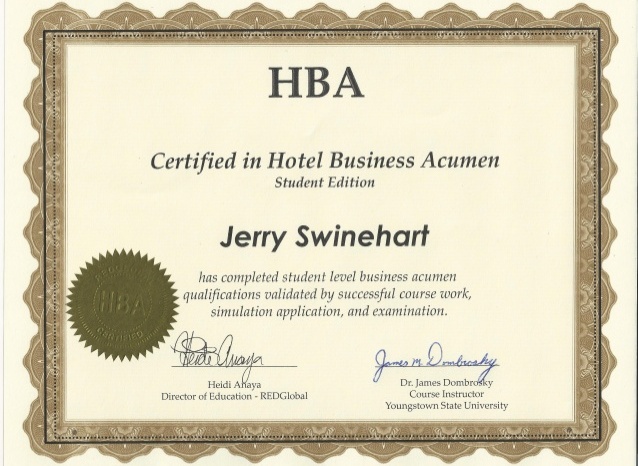 HBA
Certified in Hotel Business Acumen
Student Edition
Jerry Swinehart
has completed student level business acumen
qualifications validated by successful course work,
simulation application, and examination.
HBA
Heidi Anaya
James M. Dombrosky
Heidi Anaya
Dr. James Dombrosky
Director of Education - REDGlobal
Course Instructor
Youngstown State University